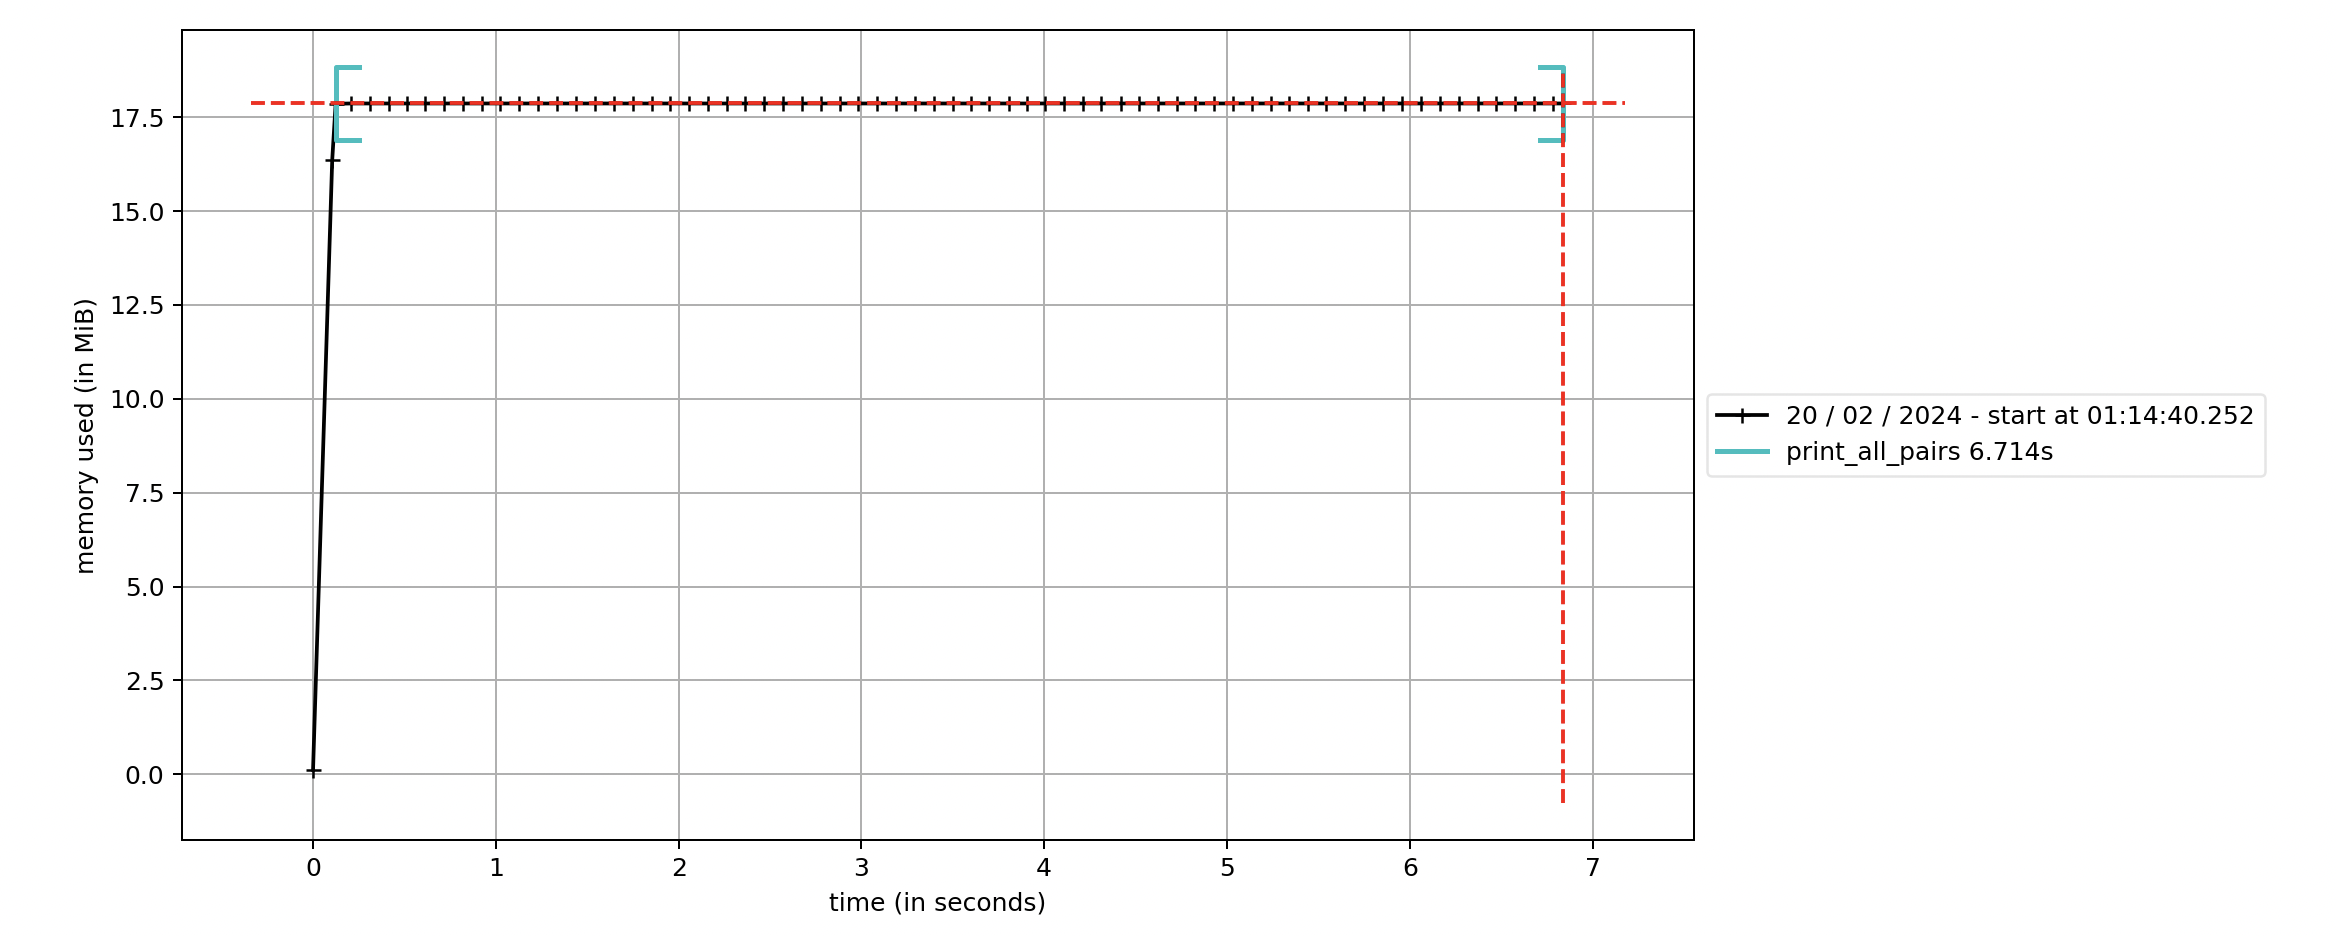 17.5
15.0
12.5
10.0
7.5
5.0
2.5
0.0
memory used (in MiB)
0 1 2 3 4 5 6 7
time (in seconds)
20 / 02 / 2024 - start at 01:14:40.252
print_all_pairs 6.714s